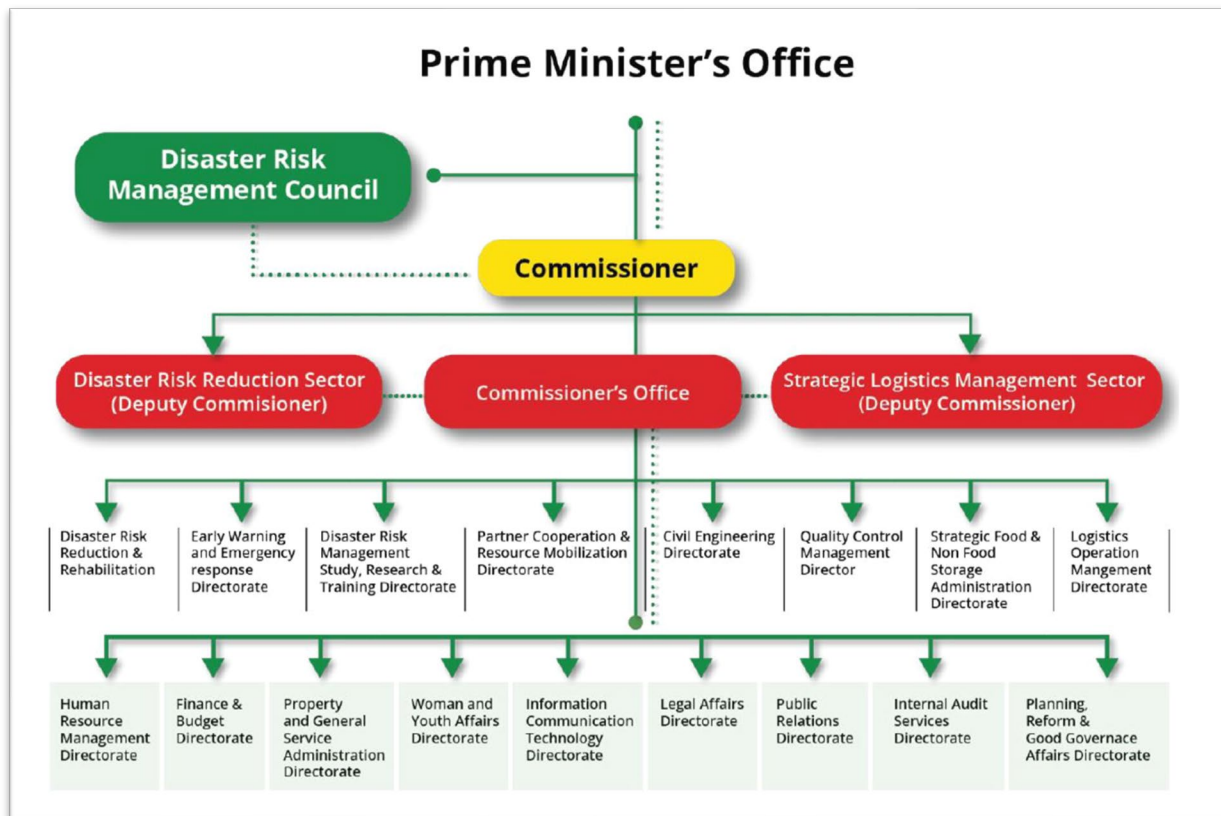 Prime Minister's Office
Disaster Risk
Management Council
Commissioner
Disaster Risk Reduction Sector
(Deputy Commisioner)
Commissioner's Office
Strategic Logistics Management Sector
(Deputy Commissioner)
Disaster Risk
Reduction &
Rehabilitation
Early Warning
and Emergency
response
Directorate
Disaster Risk
Management
Study, Research &
Training Directorate
Partner Cooperation &
Resource Mobilization
Directorate
Civil Engineering
Directorate
Quality Control
Management
Director
Strategic Food &
Non Food
Storage
Administration
Directorate
Logistics
Operation
Mangement
Directorate
Human
Resource
Management
Directorate
Finance &
Budget
Directorate
Property
and General
Service
Administration
Directorate
Woman and
Youth Affairs
Directorate
Information
Communication
Technology
Directorate
Legal Affairs
Directorate
Public
Relations
Directorate
Internal Audit
Services
Directorate
Planning,
Reform &
Good Governace
Affairs Directorate